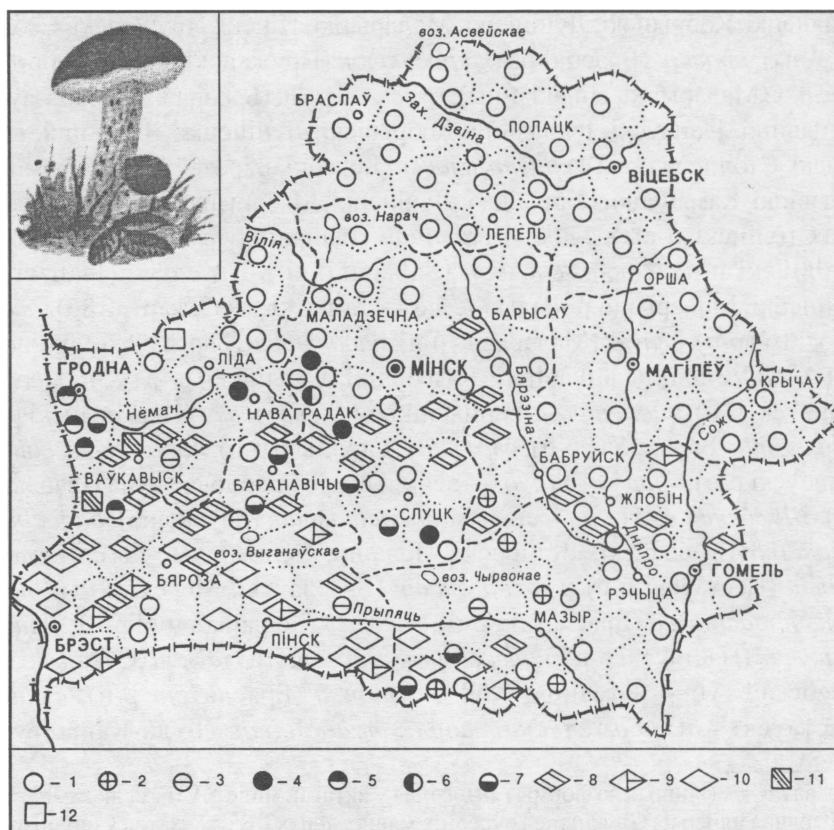 воз. Асвейскае
БРАСЛАЎ
Зах. Дзвіна
ПОЛАЦК
ВІЦЕБСК
воз. Нарач
ЛЕПЕЛЬ
Вілія
ОРША
МАЛАДЗЕЧНА
БАРЫСАЎ
ГРОДНА
ЛІДА
МІНСК
МАГІЛЁЎ
КРЫЧАЎ
Нёман
НАВАГРАДАК
Бярэзіна
Сож
ВАЎКАВЫСК
БАРАНАВІЧЫ
БАБРУЙСК
ЖЛОБІН
СЛУЦК
воз. Выганаўскае
Дняпро
БЯРОЗА
воз. Чырвонае
РЭЧЫЦА
ГОМЕЛЬ
БРЭСТ
Прыпяць
МАЗЫР
ПІНСК
- 1 - 2 - 3 - 4 - 5 - 6 - 7 - 8 - 9 - 10 - 11
- 12